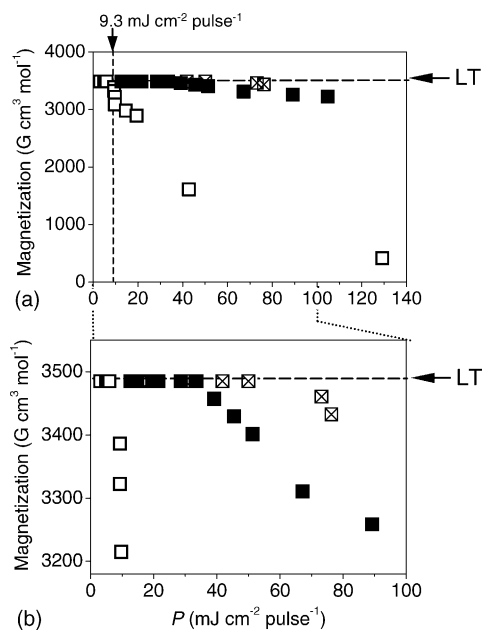 9.3 mJ cm⁻² pulse⁻¹
(a)
Magnetization (G cm³ mol⁻¹)
4000
3000
2000
1000
0
LT
0 20 40 60 80 100 120 140
(b)
Magnetization (G cm³ mol⁻¹)
3500
3400
3300
3200
LT
0 20 40 60 80 100
P (mJ cm⁻² pulse⁻¹)